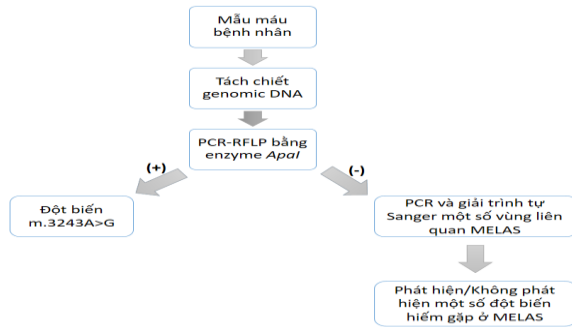 Mẫu máu
bệnh nhân
Tách chiết
genomic DNA
PCR-RFLP bằng
enzyme ApaI
(+)
(-)
Đột biến
m.3243A>G
PCR và giải trình tự
Sanger một số vùng liên
quan MELAS
Phát hiện/Không phát
hiện một số đột biến
hiếm gặp ở MELAS